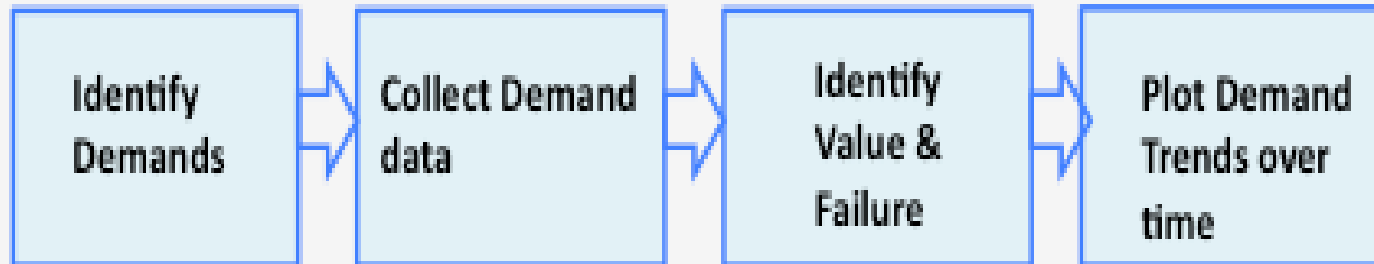 Identify
Demands
Collect Demand
data
Identify
Value &
Failure
Plot Demand
Trends over
time